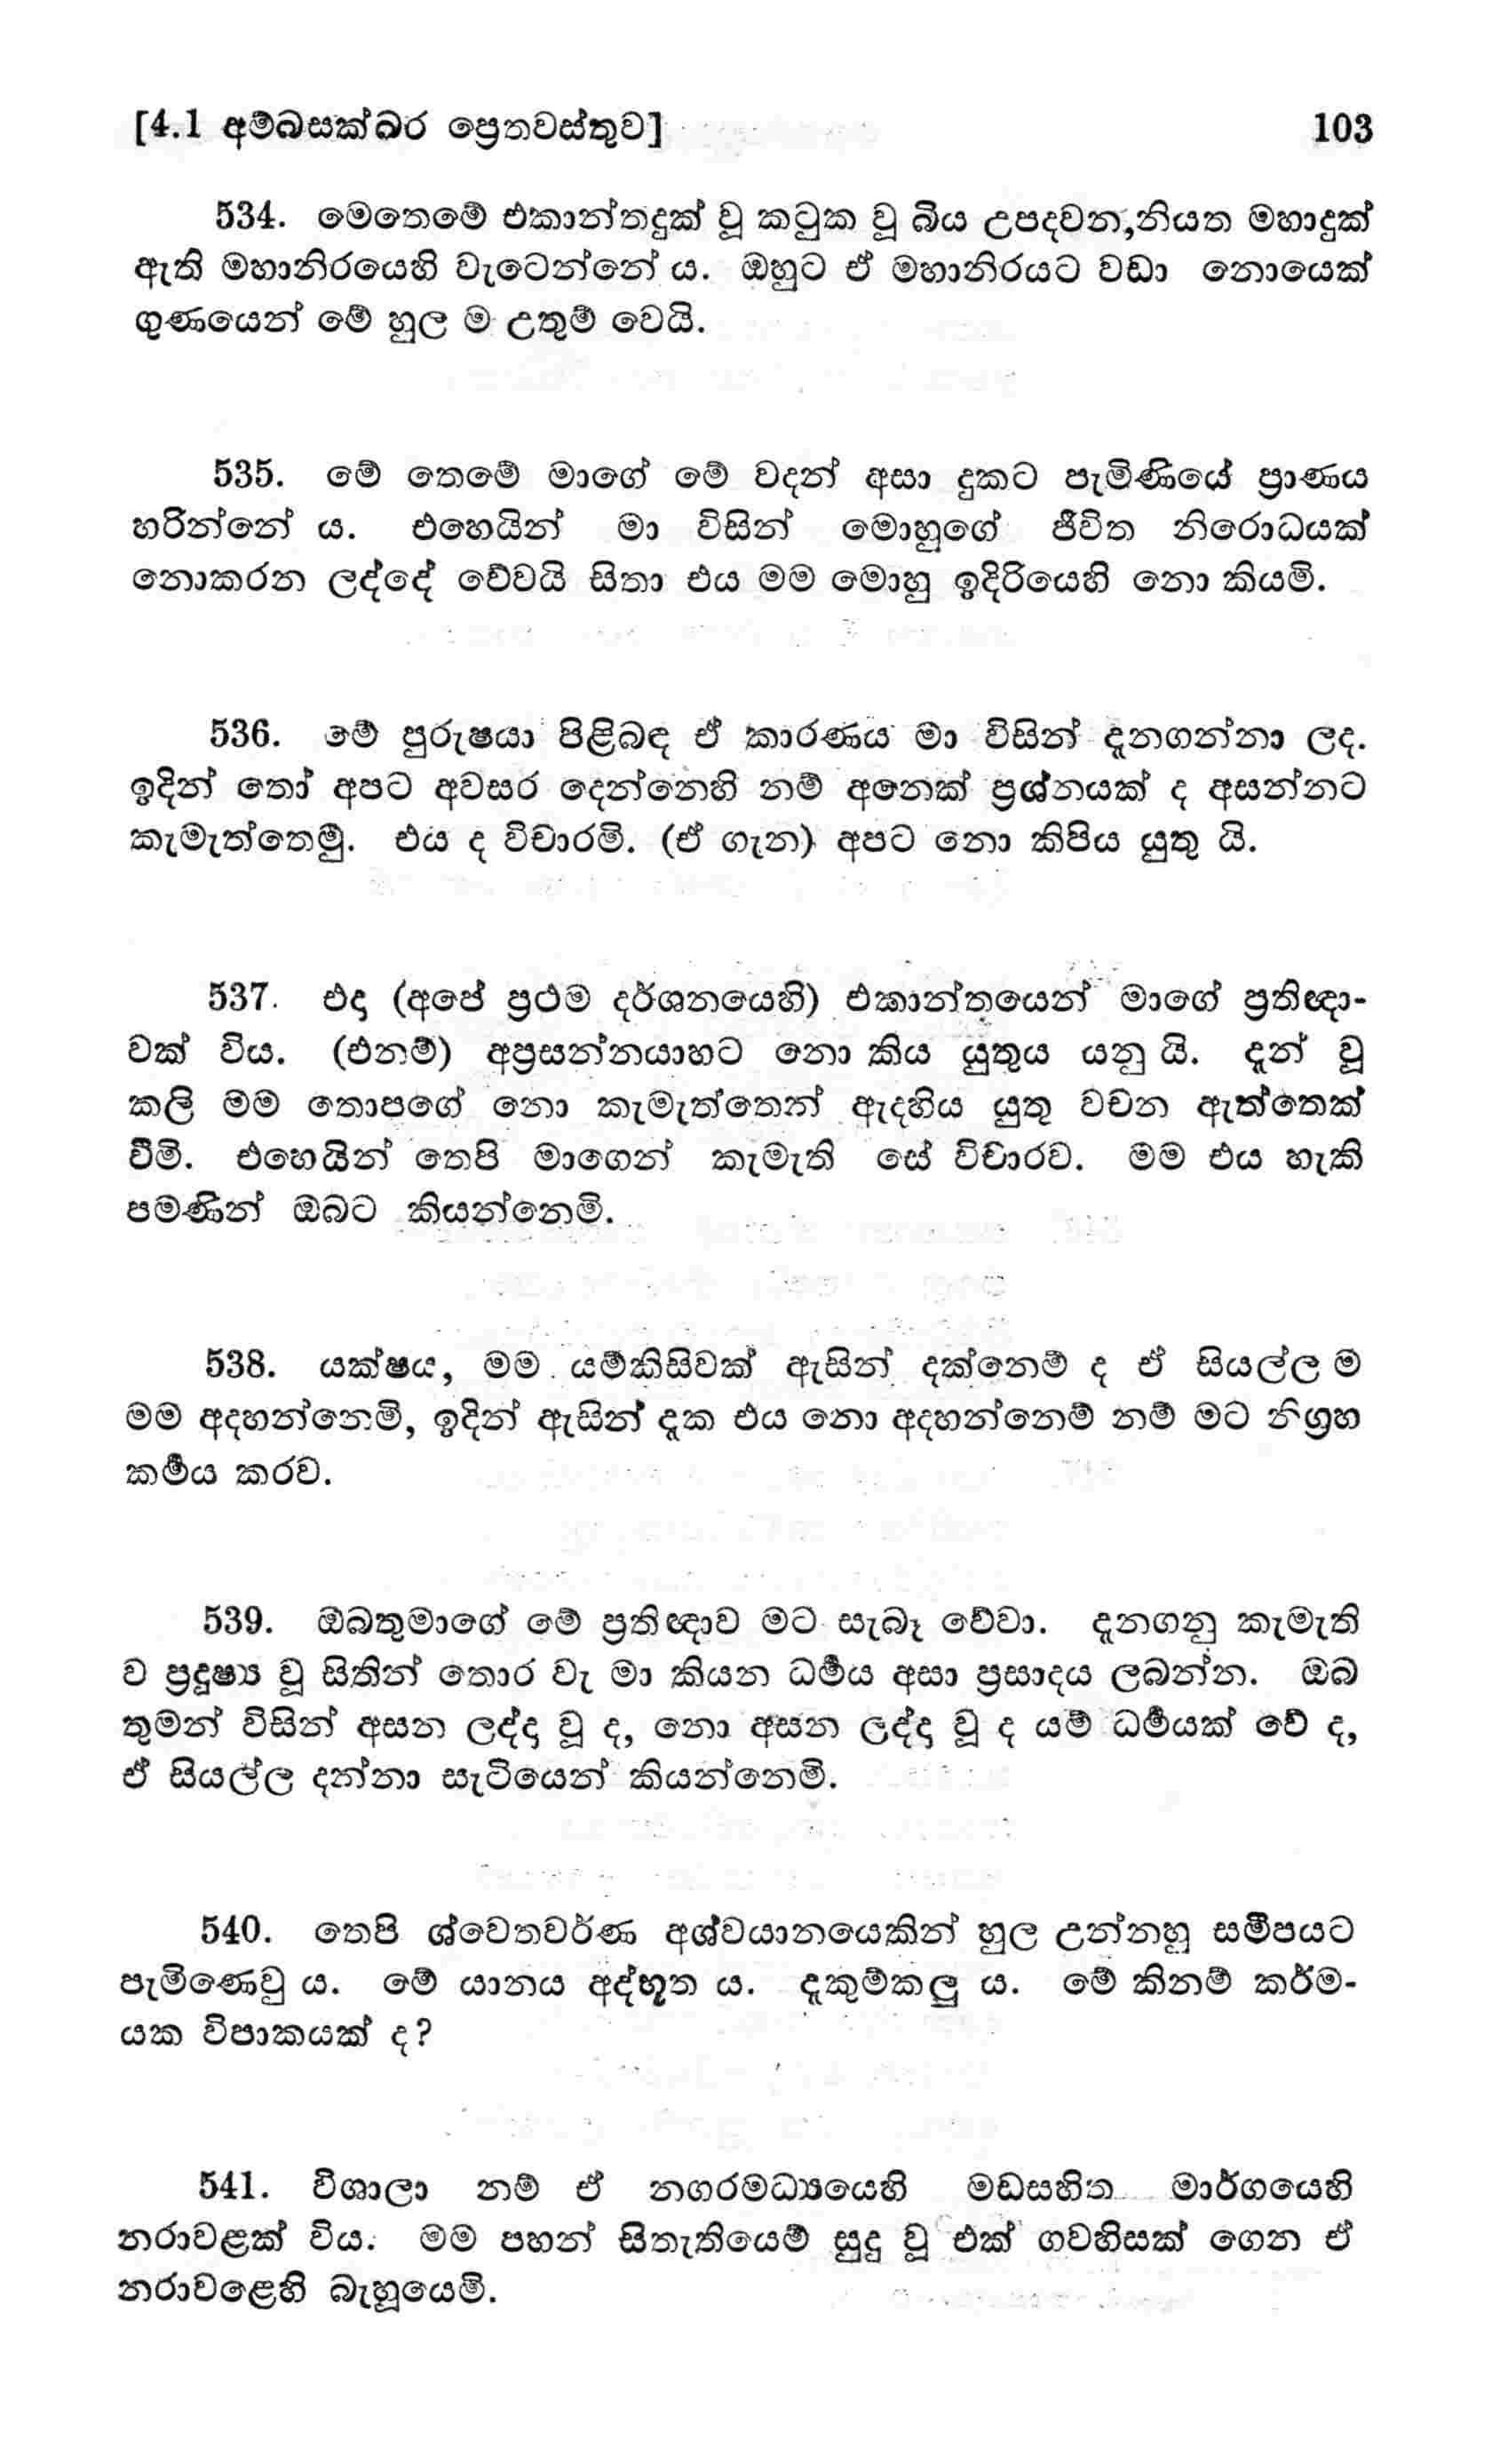 [4.1 අම්බසක්ඛර ප්‍රෙතවස්තුව] 103
534. මෙතෙමේ එකාන්තදුක් වූ කටුක වූ බිය උපදවන,නියත මහාදුක්
ඇති මහානිරයෙහි වැටෙන්නේ ය. ඔහුට ඒ මහානිරයට වඩා නොයෙක්
ගුණයෙන් මේ හුල ම උතුම් වෙයි.
535. මේ තෙමේ මාගේ මේ වදන් අසා දුකට පැමිණියේ ප්‍රාණය
හරින්නේ ය. එහෙයින් මා විසින් මොහුගේ ජීවිත නිරොධයක්
නොකරන ලද්දේ වේවයි සිතා එය මම මොහු ඉදිරියෙහි නො කියමි.
536. මේ පුරුෂයා පිළිබඳ ඒ කාරණය මා විසින් දැනගන්නා ලද.
ඉදින් තෝ අපට අවසර දෙන්නෙහි නම් අනෙක් ප්‍රශ්නයක් ද අසන්නට
කැමැත්තෙමු. එය ද විචාරමි. (ඒ ගැන) අපට නො කිපිය යුතු යි.
537. එදා (අපේ ප්‍රථම දර්ශනයෙහි) එකාන්තයෙන් මාගේ ප්‍රතිඥා-
වක් විය. (එනම්) අප්‍රසන්නයාහට නො කිය යුතුය යනු යි. දැන් වූ
කලි මම තොපගේ නො කැමැත්තෙන් ඇදහිය යුතු වචන ඇත්තෙක්
වීමි. එහෙයින් තෙපි මාගෙන් කැමැති සේ විචාරව. මම එය හැකි
පමණින් ඔබට කියන්නෙමි.
538. යක්ෂය, මම යම්කිසිවක් ඇසින් දක්නෙම් ද ඒ සියල්ල ම
මම අදහන්නෙමි, ඉදින් ඇසින් දැක එය නො අදහන්නෙම් නම් මට නිග්‍රහ
කර්‍මය කරව.
539. ඔබතුමාගේ මේ ප්‍රතිඥාව මට සැබෑ වේවා. දැනගනු කැමැති
ව ප්‍රදූෂ්‍ය වූ සිතින් තොර වැ මා කියන ධර්‍මය අසා ප්‍රසාදය ලබන්න. ඔබ
තුමන් විසින් අසන ලද්දා වූ ද, නො අසන ලද්දා වූ ද යම් ධර්‍මයක් වේ ද,
ඒ සියල්ල දන්නා සැටියෙන් කියන්නෙමි.
540. තෙපි ශ්වෙතවර්ණ අශ්වයානයෙකින් හුල උන්නහු සමීපයට
පැමිණෙවු ය. මේ යානය අද්භූත ය. දැකුම්කලු ය. මේ කිනම් කර්ම-
යක විපාකයක් ද?
541. විශාලා නම් ඒ නගරමධ්‍යයෙහි මඩසහිත මාර්ගයෙහි
නරාවළක් විය. මම පහන් සිතැතියෙම් සුදු වූ එක් ගවහිසක් ගෙන ඒ
නරාවළෙහි බැහූයෙමි.